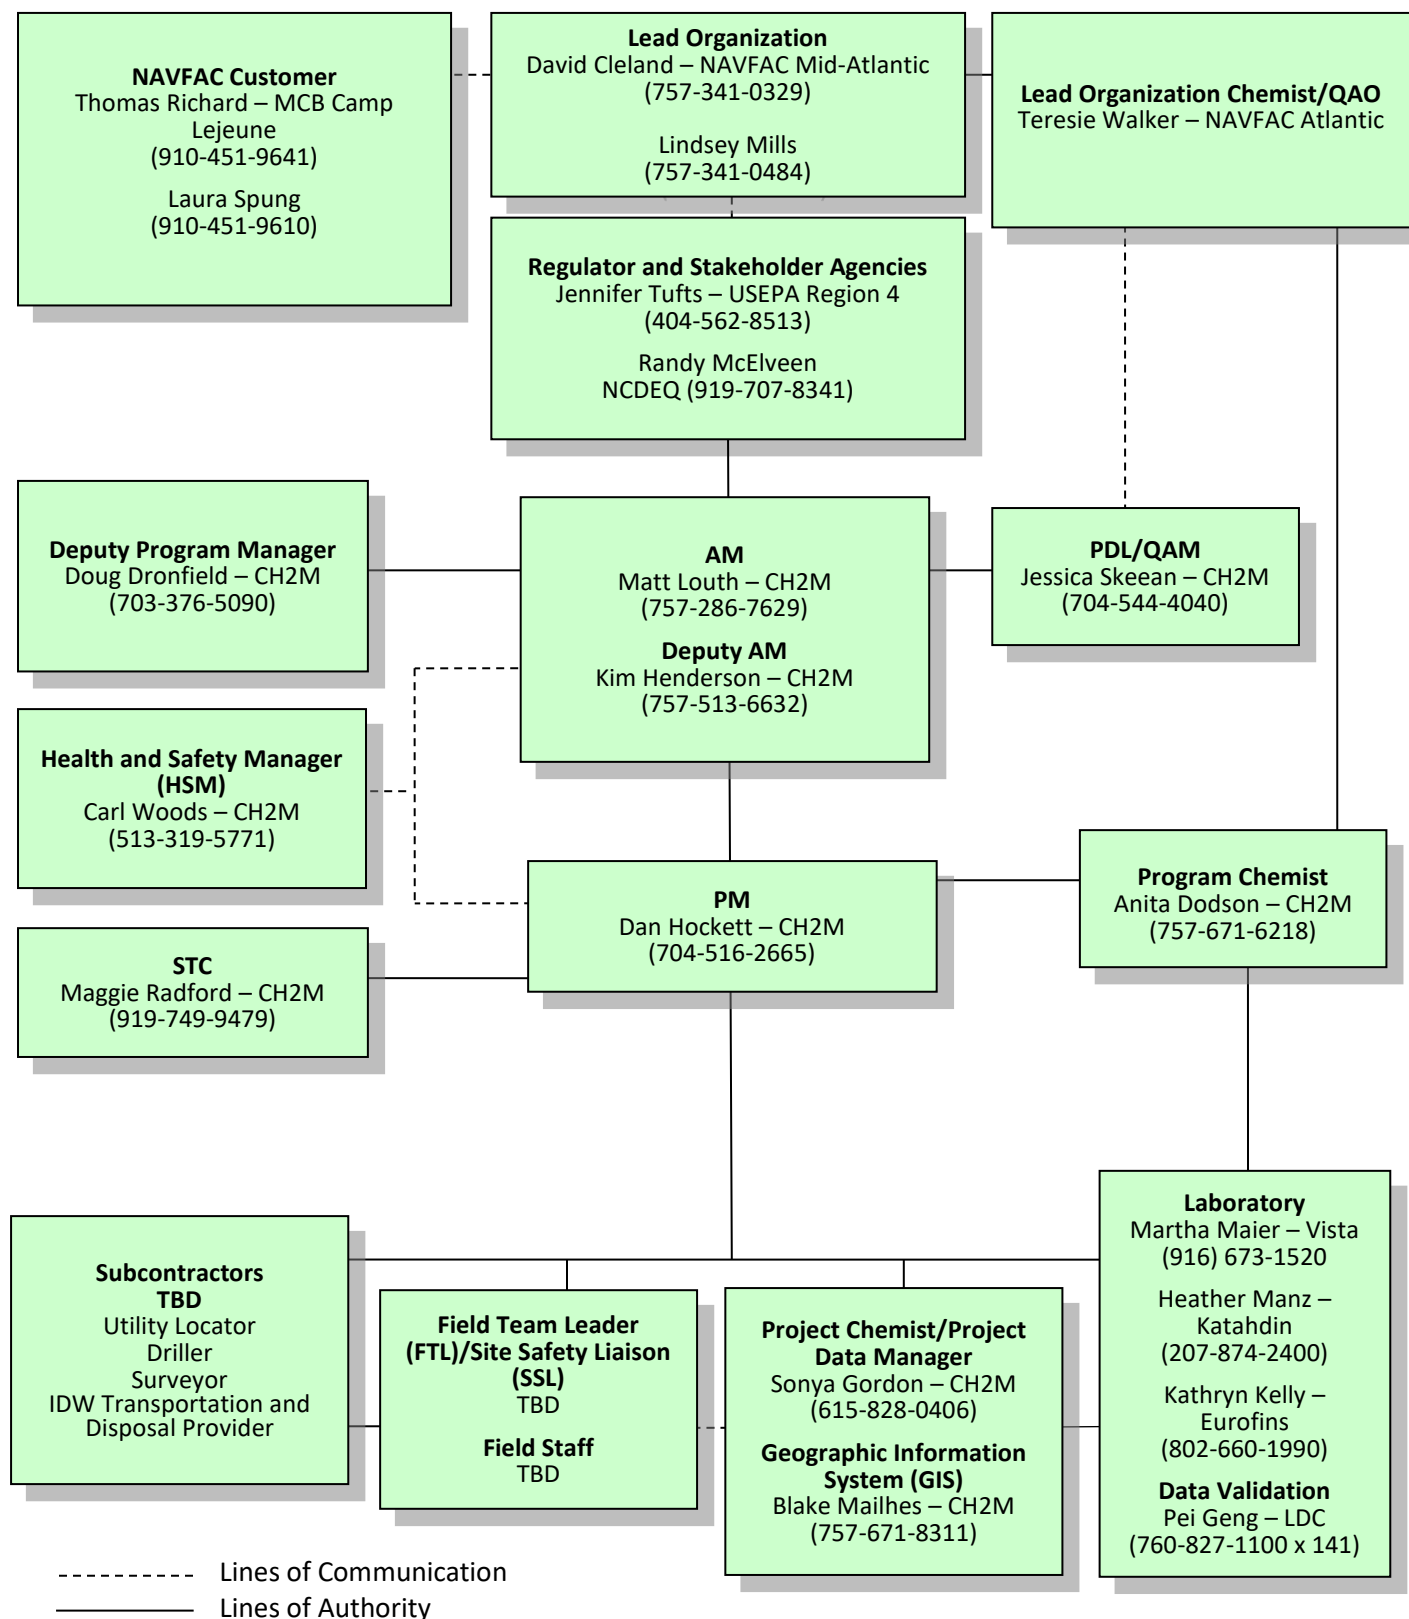 NAVFAC Customer
Thomas Richard – MCB Camp
Lejeune
(910-451-9641)
Laura Spung
(910-451-9610)
Lead Organization
David Cleland – NAVFAC Mid-Atlantic
(757-341-0329)
Lindsey Mills
(757-341-0484)
Lead Organization Chemist/QAO
Teresie Walker – NAVFAC Atlantic
Regulator and Stakeholder Agencies
Jennifer Tufts – USEPA Region 4
(404-562-8513)
Randy McElveen
NCDEQ (919-707-8341)
Deputy Program Manager
Doug Dronfield – CH2M
(703-376-5090)
AM
Matt Louth – CH2M
(757-286-7629)
Deputy AM
Kim Henderson – CH2M
(757-513-6632)
PDL/QAM
Jessica Skeean – CH2M
(704-544-4040)
Health and Safety Manager
(HSM)
Carl Woods – CH2M
(513-319-5771)
PM
Dan Hockett – CH2M
(704-516-2665)
Program Chemist
Anita Dodson – CH2M
(757-671-6218)
STC
Maggie Radford – CH2M
(919-749-9479)
Subcontractors
TBD
Utility Locator
Driller
Surveyor
IDW Transportation and
Disposal Provider
Field Team Leader
(FTL)/Site Safety Liaison
(SSL)
TBD
Field Staff
TBD
Project Chemist/Project
Data Manager
Sonya Gordon – CH2M
(615-828-0406)
Geographic Information
System (GIS)
Blake Mailhes – CH2M
(757-671-8311)
Laboratory
Martha Maier – Vista
(916) 673-1520
Heather Manz –
Katahdin
(207-874-2400)
Kathryn Kelly –
Eurofins
(802-660-1990)
Data Validation
Pei Geng – LDC
(760-827-1100 x 141)
Lines of Communication
Lines of Authority